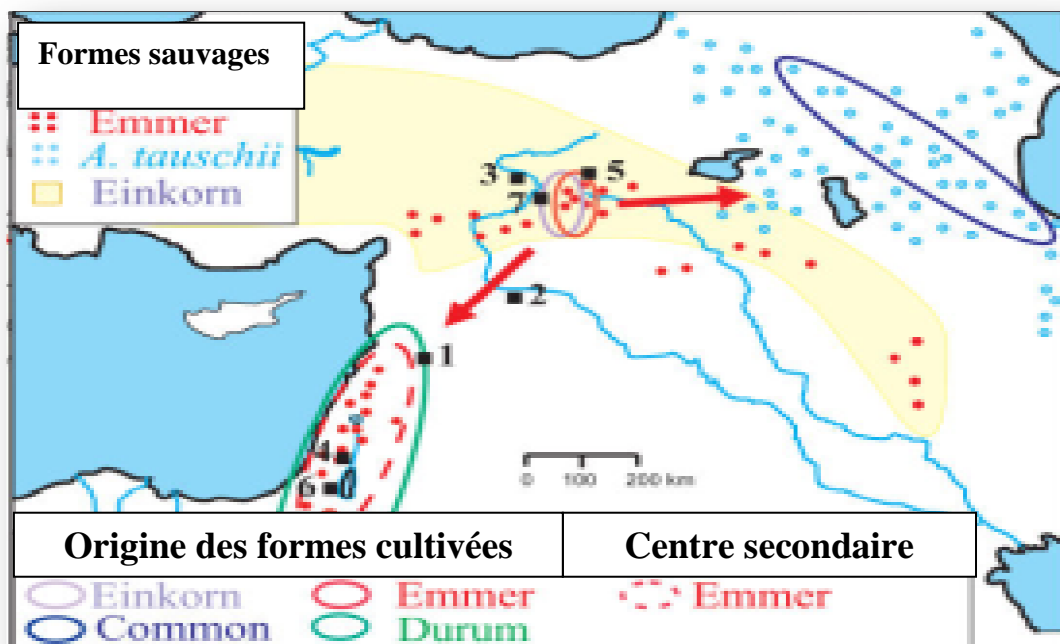 Formes sauvages
Emmer
A. tauschii
Einkorn
3
5
7
2
1
4
6
0 100 200 km
Origine des formes cultivées
Centre secondaire
Einkorn
Emmer
Emmer
Common
Durum